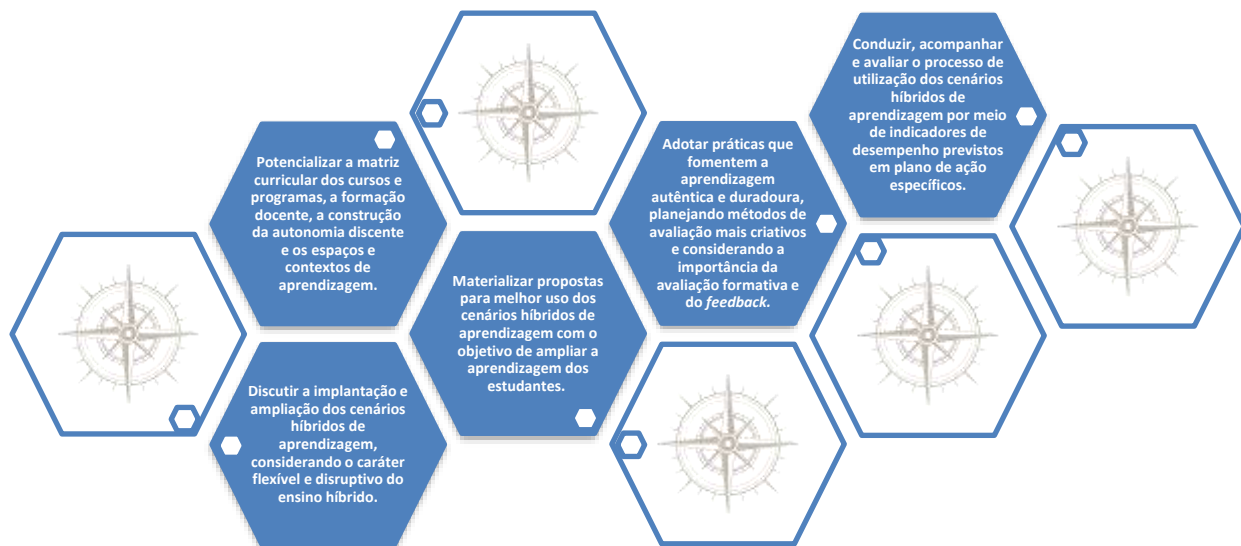 Potencializar a matriz
curricular dos cursos e
programas, a formação
docente, a construção
da autonomia discente
e os espaços e
contextos de
aprendizagem.
Discutir a implantação e
ampliação dos cenários
híbridos de
aprendizagem,
considerando o caráter
flexível e disruptivo do
ensino híbrido.
Materializar propostas
para melhor uso dos
cenários híbridos de
aprendizagem com o
objetivo de ampliar a
aprendizagem dos
estudantes.
Adotar práticas que
fomentem a
aprendizagem
autêntica e duradoura,
planejando métodos de
avaliação mais criativos
e considerando a
importância da
avaliação formativa e
do feedback.
Conduzir, acompanhar
e avaliar o processo de
utilização dos cenários
híbridos de
aprendizagem por meio
de indicadores de
desempenho previstos
em plano de ação
específicos.